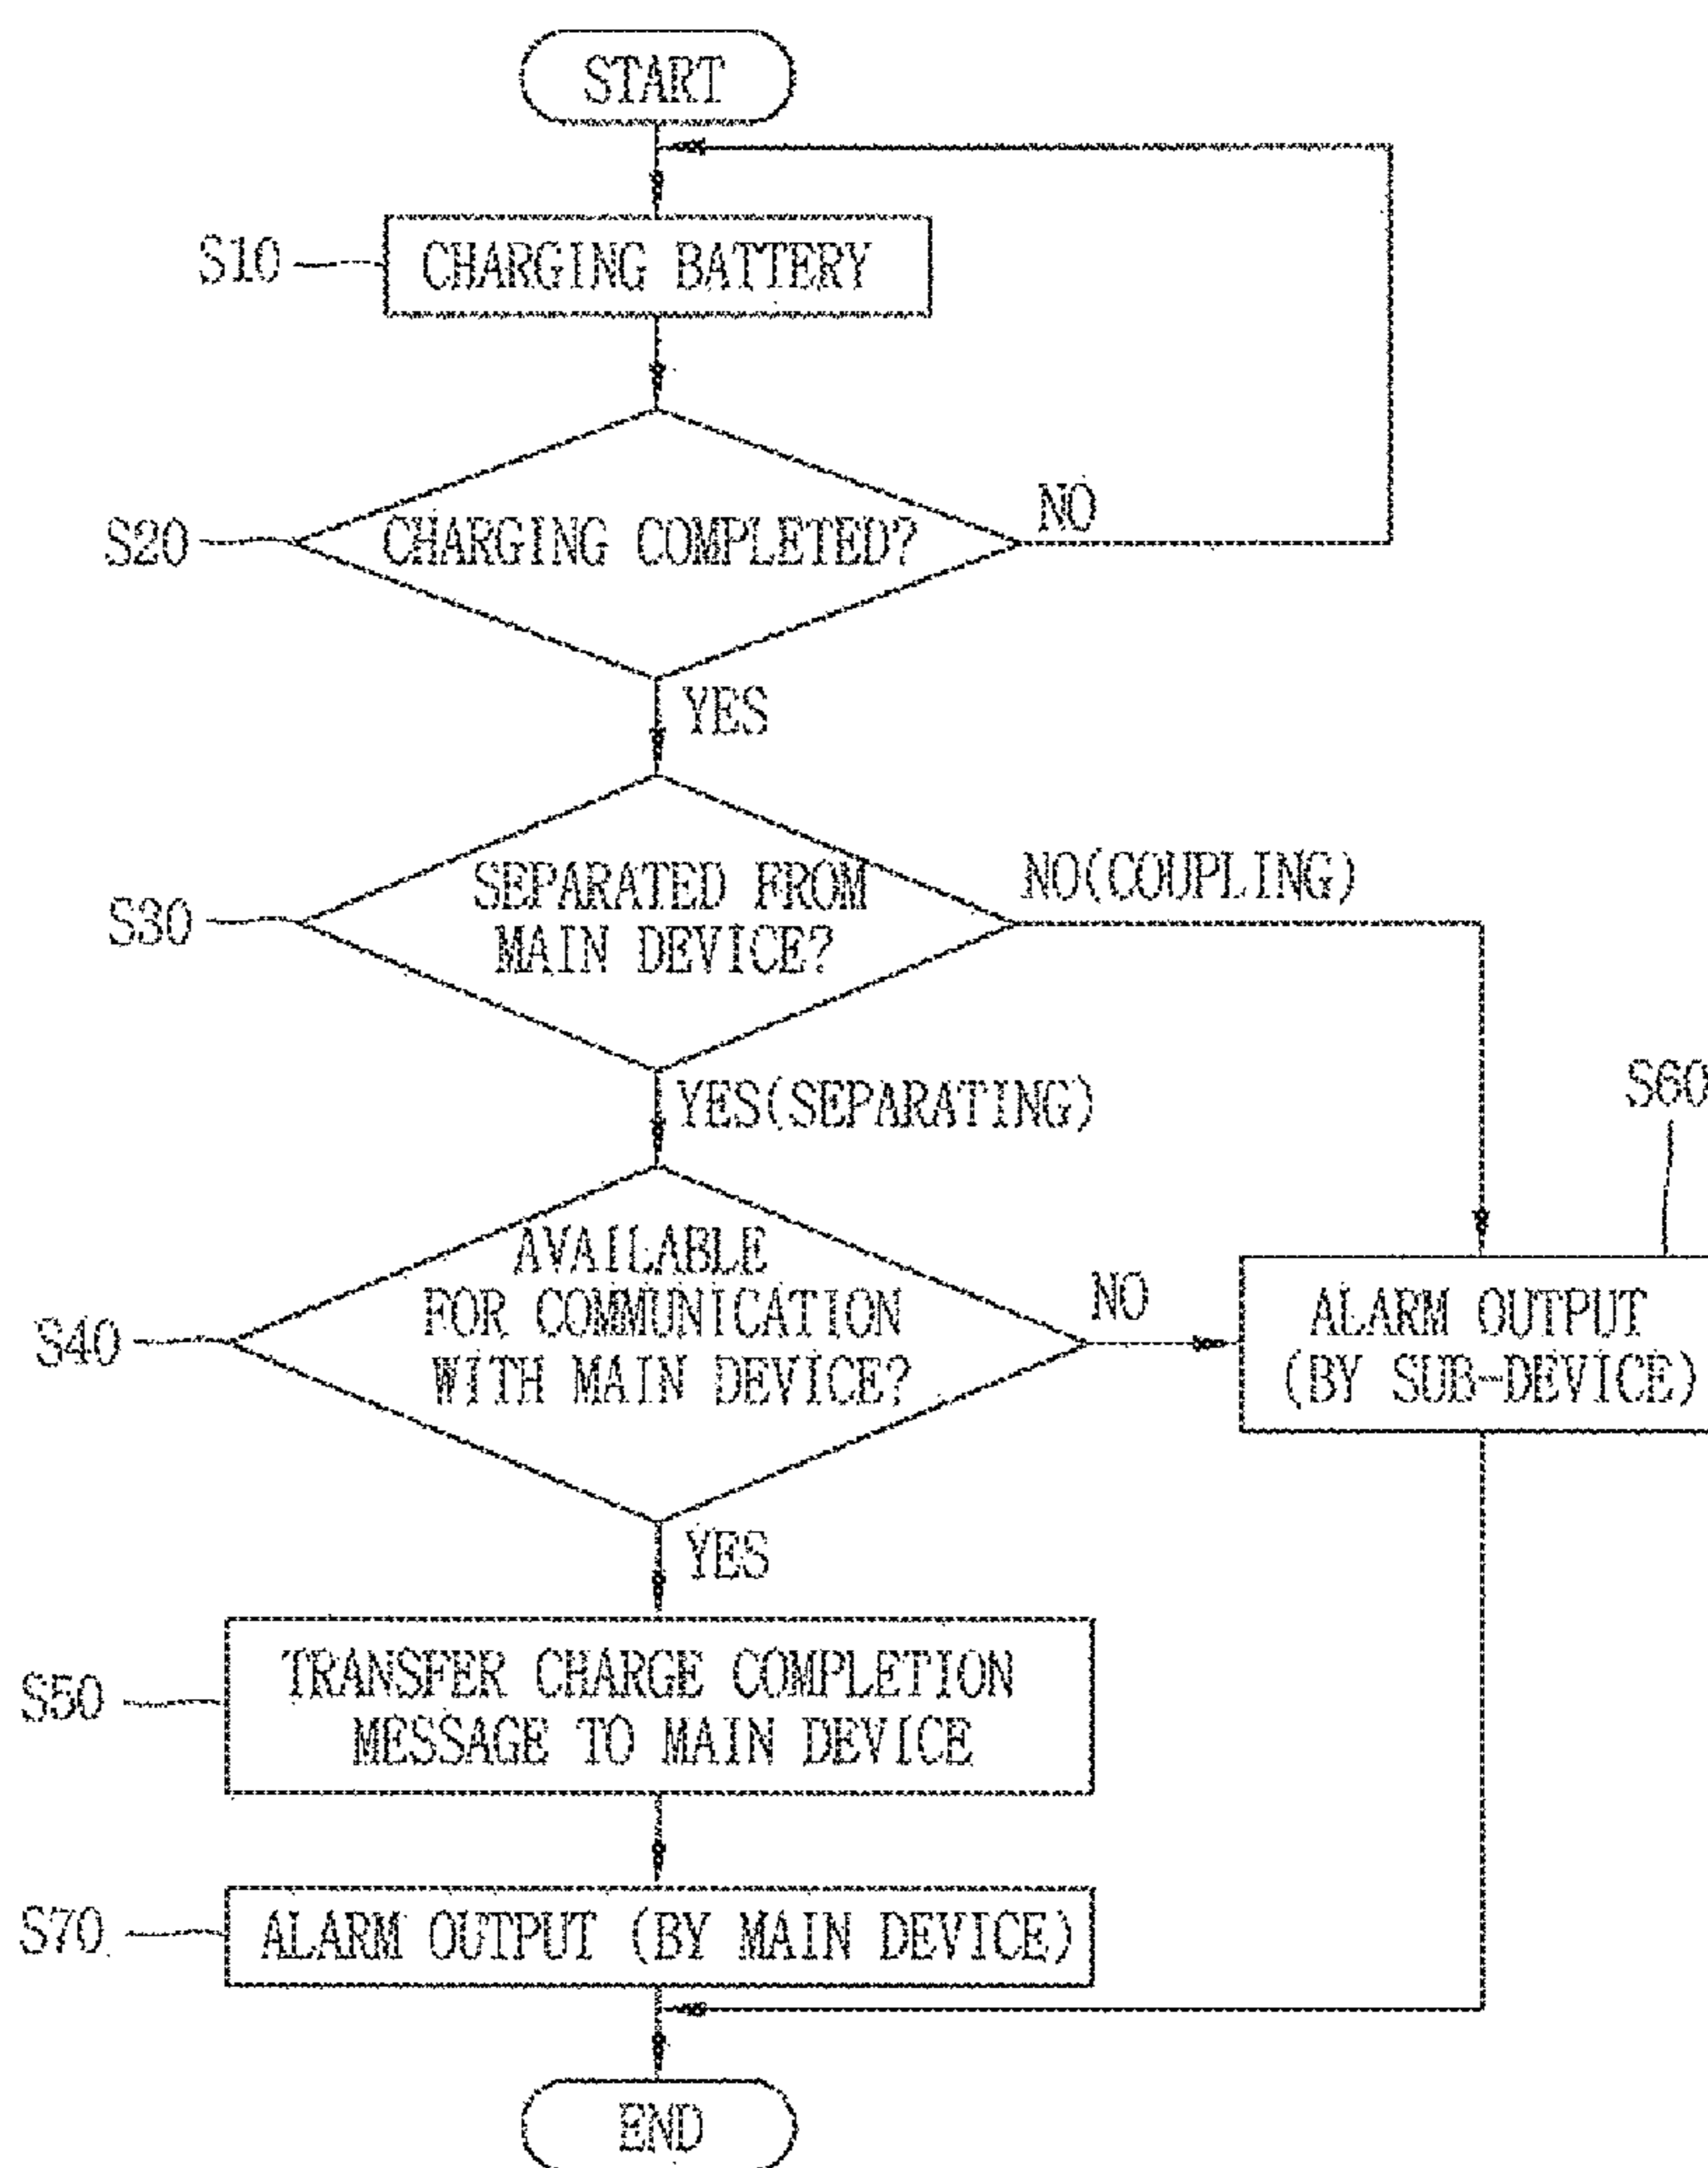 START
S10
CHARGING BATTERY
S20
CHARGING COMPLETED?
NO
YES
S30
SEPARATED FROM
MAIN DEVICE?
NO(COUPLING)
YES(SEPARATING)
S60
S40
AVAILABLE
FOR COMMUNICATION
WITH MAIN DEVICE?
NO
ALARM OUTPUT
(BY SUB-DEVICE)
YES
S50
TRANSFER CHARGE COMPLETION
MESSAGE TO MAIN DEVICE
S70
ALARM OUTPUT (BY MAIN DEVICE)
END